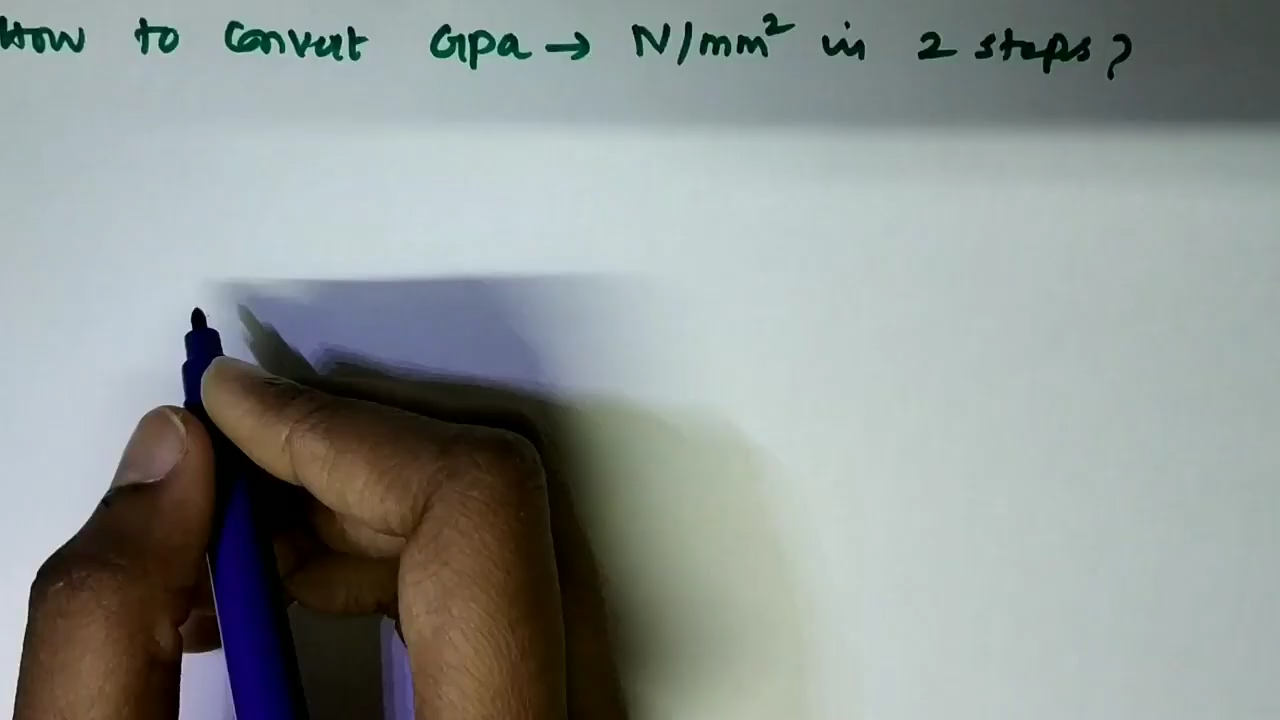 How to convert Gpa → N/mm² in 2 steps?